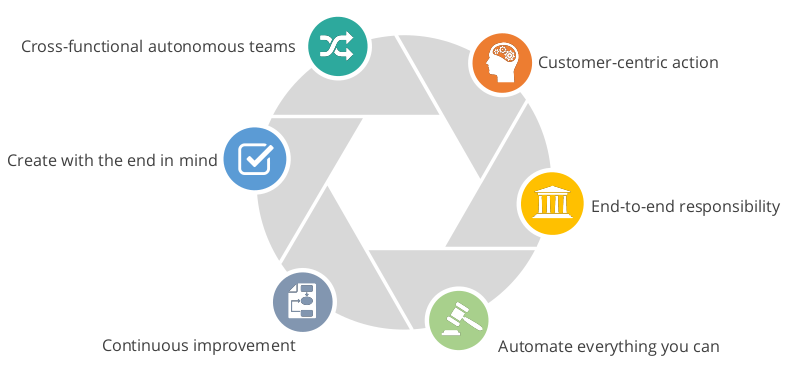 Cross-functional autonomous teams
Customer-centric action
Create with the end in mind
End-to-end responsibility
Continuous improvement
Automate everything you can